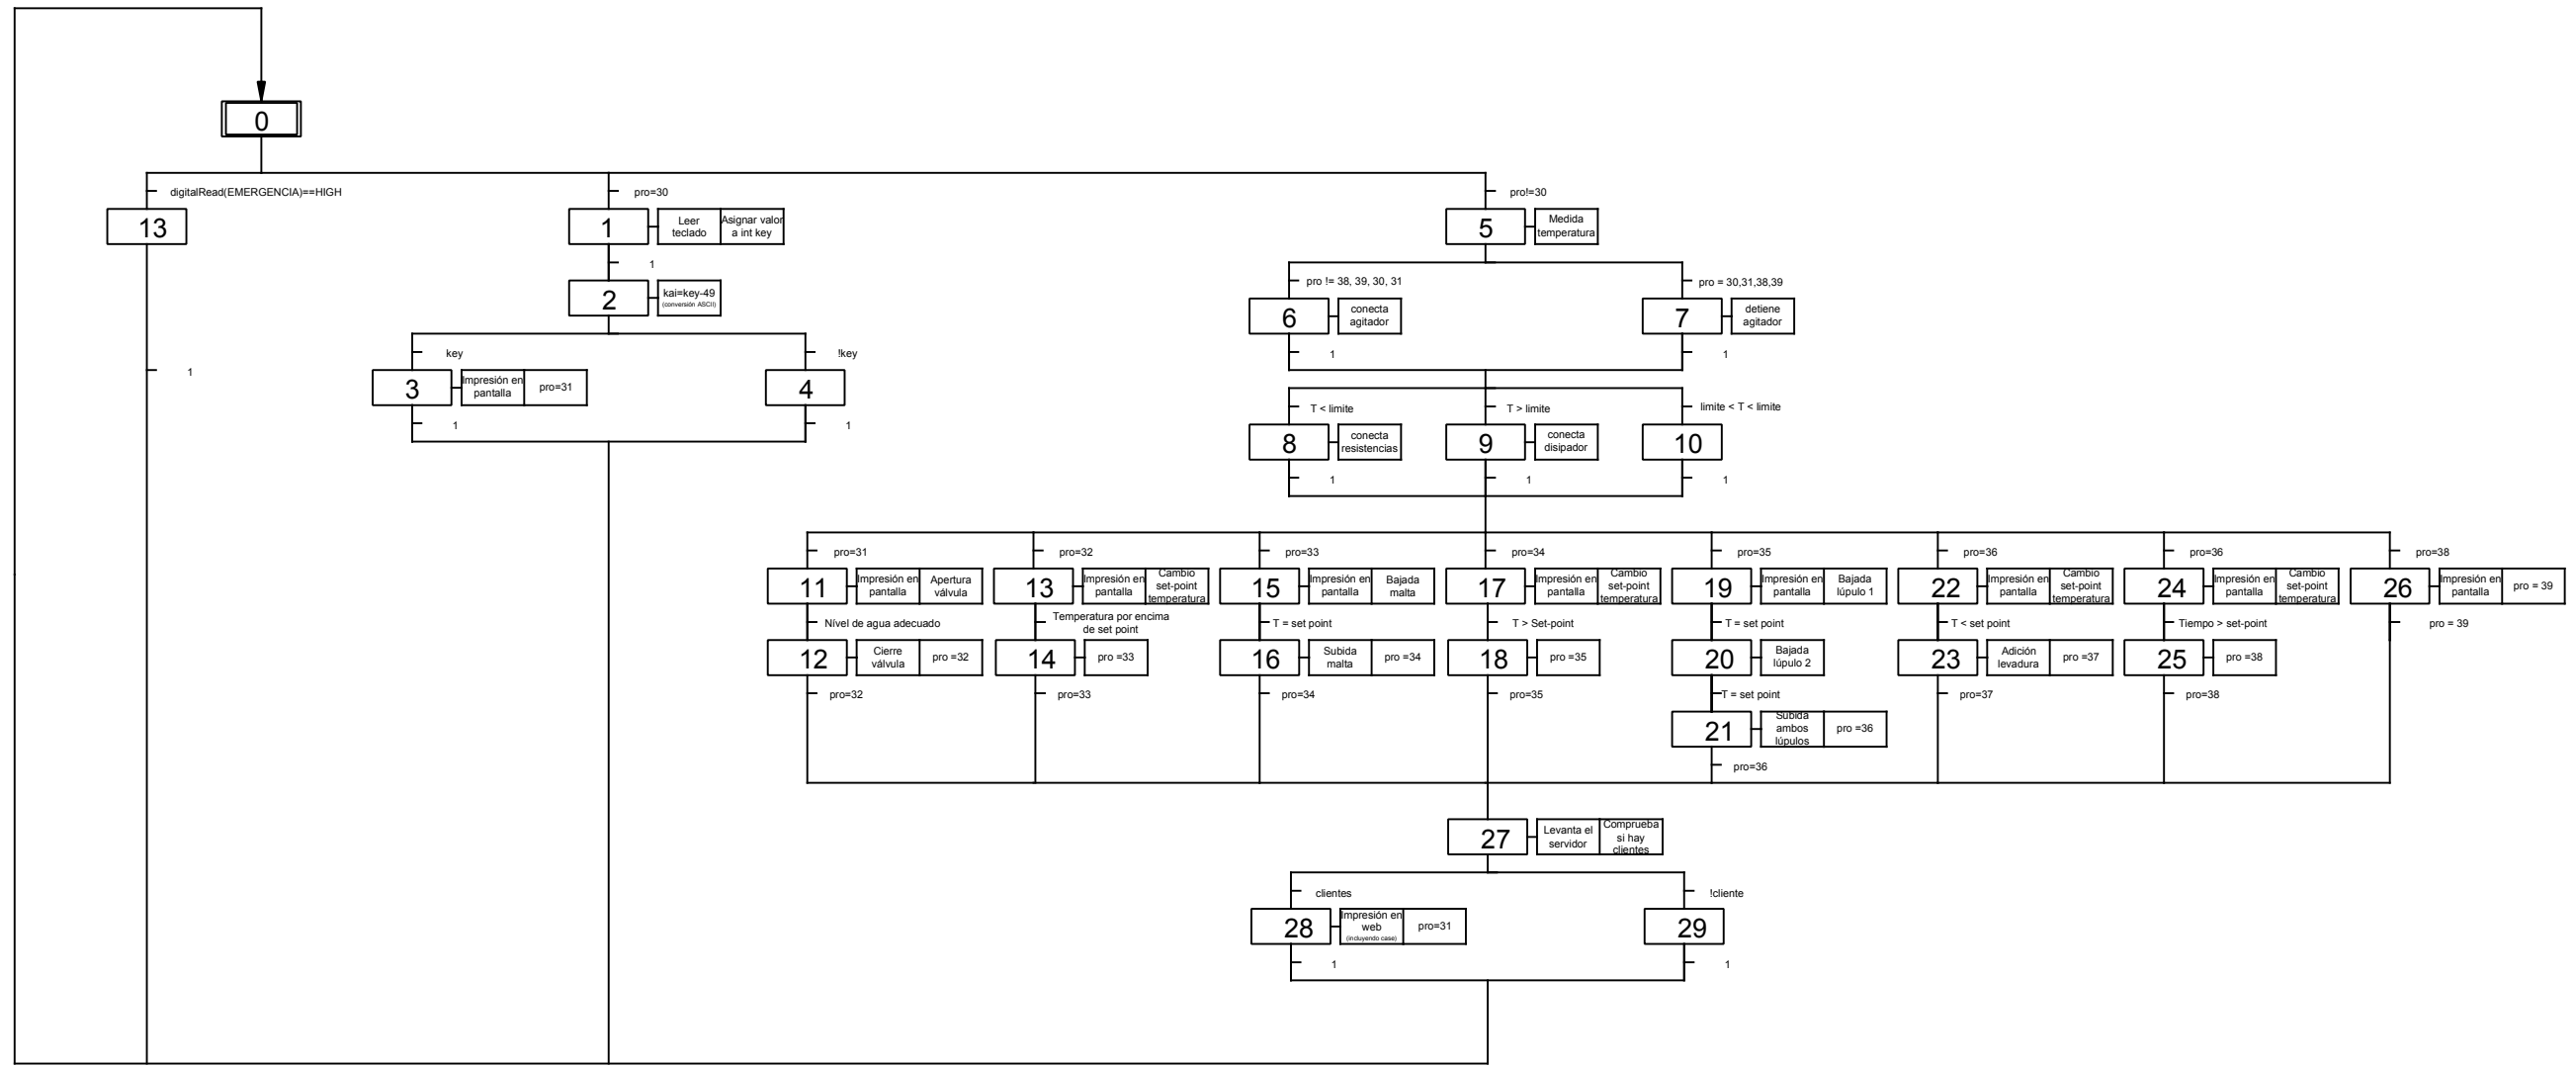 0
digitalRead(EMERGENCIA)==HIGH
pro=30
pro!=30
13
1
Leer
teclado
Asignar valor
a int key
5
Medida
temperatura
1
2
kai=key-49
(conversión ASCII)
pro != 38, 39, 30, 31
pro = 30,31,38,39
6
conecta
agitador
7
detiene
agitador
key
!key
1
1
1
3
Impresión en
pantalla
pro=31
4
1
1
T < limite
T > limite
limite < T < limite
8
conecta
resistencias
9
conecta
disipador
10
1
1
1
pro=31
pro=32
pro=33
pro=34
pro=35
pro=36
pro=36
pro=38
11
Impresión en
pantalla
Apertura
válvula
13
Impresión en
pantalla
Cambio
set-point
temperatura
15
Impresión en
pantalla
Bajada
malta
17
Impresión en
pantalla
Cambio
set-point
temperatura
19
Impresión en
pantalla
Bajada
lúpulo 1
22
Impresión en
pantalla
Cambio
set-point
temperatura
24
Impresión en
pantalla
Cambio
set-point
temperatura
26
Impresión en
pantalla
pro = 39
Nível de agua adecuado
Temperatura por encima
de set point
T = set point
T > Set-point
T = set point
T < set point
Tiempo > set-point
pro = 39
12
Cierre
válvula
pro =32
14
pro =33
16
Subida
malta
pro =34
18
pro =35
20
Bajada
lúpulo 2
23
Adición
levadura
pro =37
25
pro =38
pro=32
pro=33
pro=34
pro=35
T = set point
pro=37
pro=38
21
Subida
ambos
lúpulos
pro =36
pro=36
27
Levanta el
servidor
Comprueba
si hay
clientes
clientes
!cliente
28
Impresión en
web
(incluyendo case)
pro=31
29
1
1